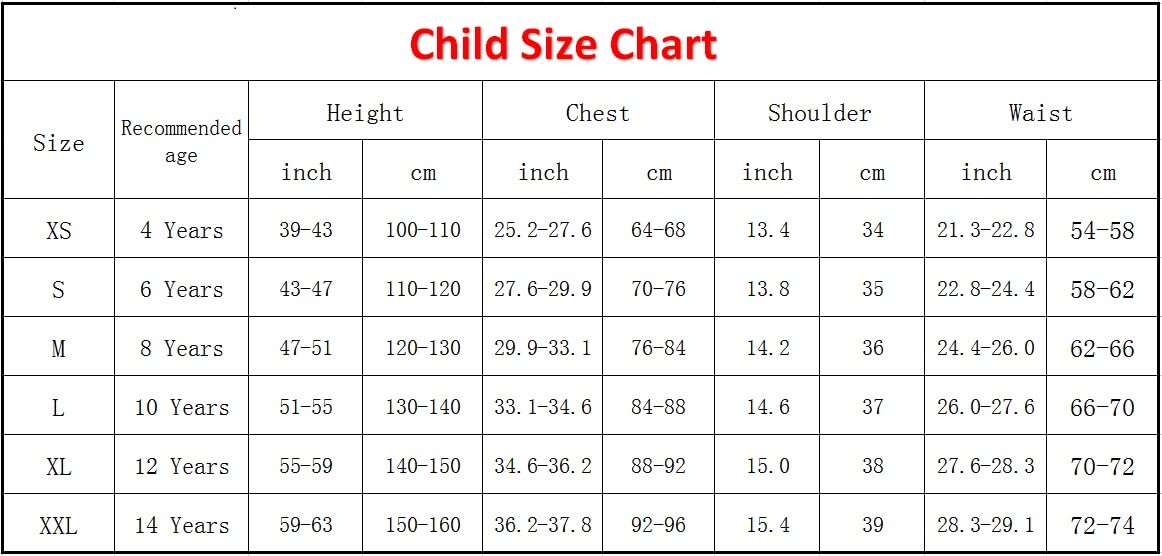 Child Size Chart
Size Recommended age Height Chest Shoulder Waist
inch cm inch cm inch cm inch cm
XS 4 Years 39-43 100-110 25.2-27.6 64-68 13.4 34 21.3-22.8 54-58
S 6 Years 43-47 110-120 27.6-29.9 70-76 13.8 35 22.8-24.4 58-62
M 8 Years 47-51 120-130 29.9-33.1 76-84 14.2 36 24.4-26.0 62-66
L 10 Years 51-55 130-140 33.1-34.6 84-88 14.6 37 26.0-27.6 66-70
XL 12 Years 55-59 140-150 34.6-36.2 88-92 15.0 38 27.6-28.3 70-72
XXL 14 Years 59-63 150-160 36.2-37.8 92-96 15.4 39 28.3-29.1 72-74